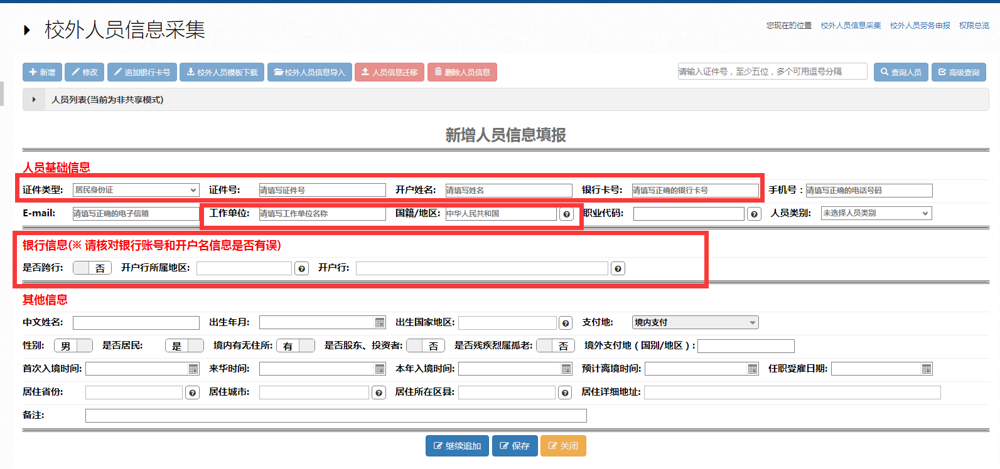 校外人员信息采集
您现在的位置 校外人员信息采集 校外人员劳务申报 权限总览
新增 修改 追加银行卡号 校外人员模板下载 校外人员信息导入 人员信息迁移 删除人员信息 请输入证件号，至少五位，多个可用逗号分隔 查询人员 高级查询
人员列表(当前为非共享模式)
新增人员信息填报
人员基础信息
证件类型: 居民身份证 证件号: 请填写证件号 开户姓名: 请填写姓名 银行卡号: 请填写正确的银行卡号 手机号： 请填写正确的电话号码
E-mail: 请填写正确的电子信箱 工作单位: 请填写工作单位名称 国籍/地区: 中华人民共和国 职业代码: 人员类别: 未选择人员类别
银行信息(※ 请核对银行账号和开户名信息是否有误)
是否跨行: 否 开户行所属地区: 开户行:
其他信息
中文姓名: 出生年月: 出生国家地区: 支付地: 境内支付
性别: 男 是否居民: 是 境内有无住所: 有 是否股东、投资者: 否 是否残疾烈属孤老: 否 境外支付地（国别/地区）:
首次入境时间: 来华时间: 本年入境时间: 预计离境时间: 任职受雇日期:
居住省份: 居住城市: 居住所在区县: 居住详细地址:
备注:
继续追加 保存 关闭